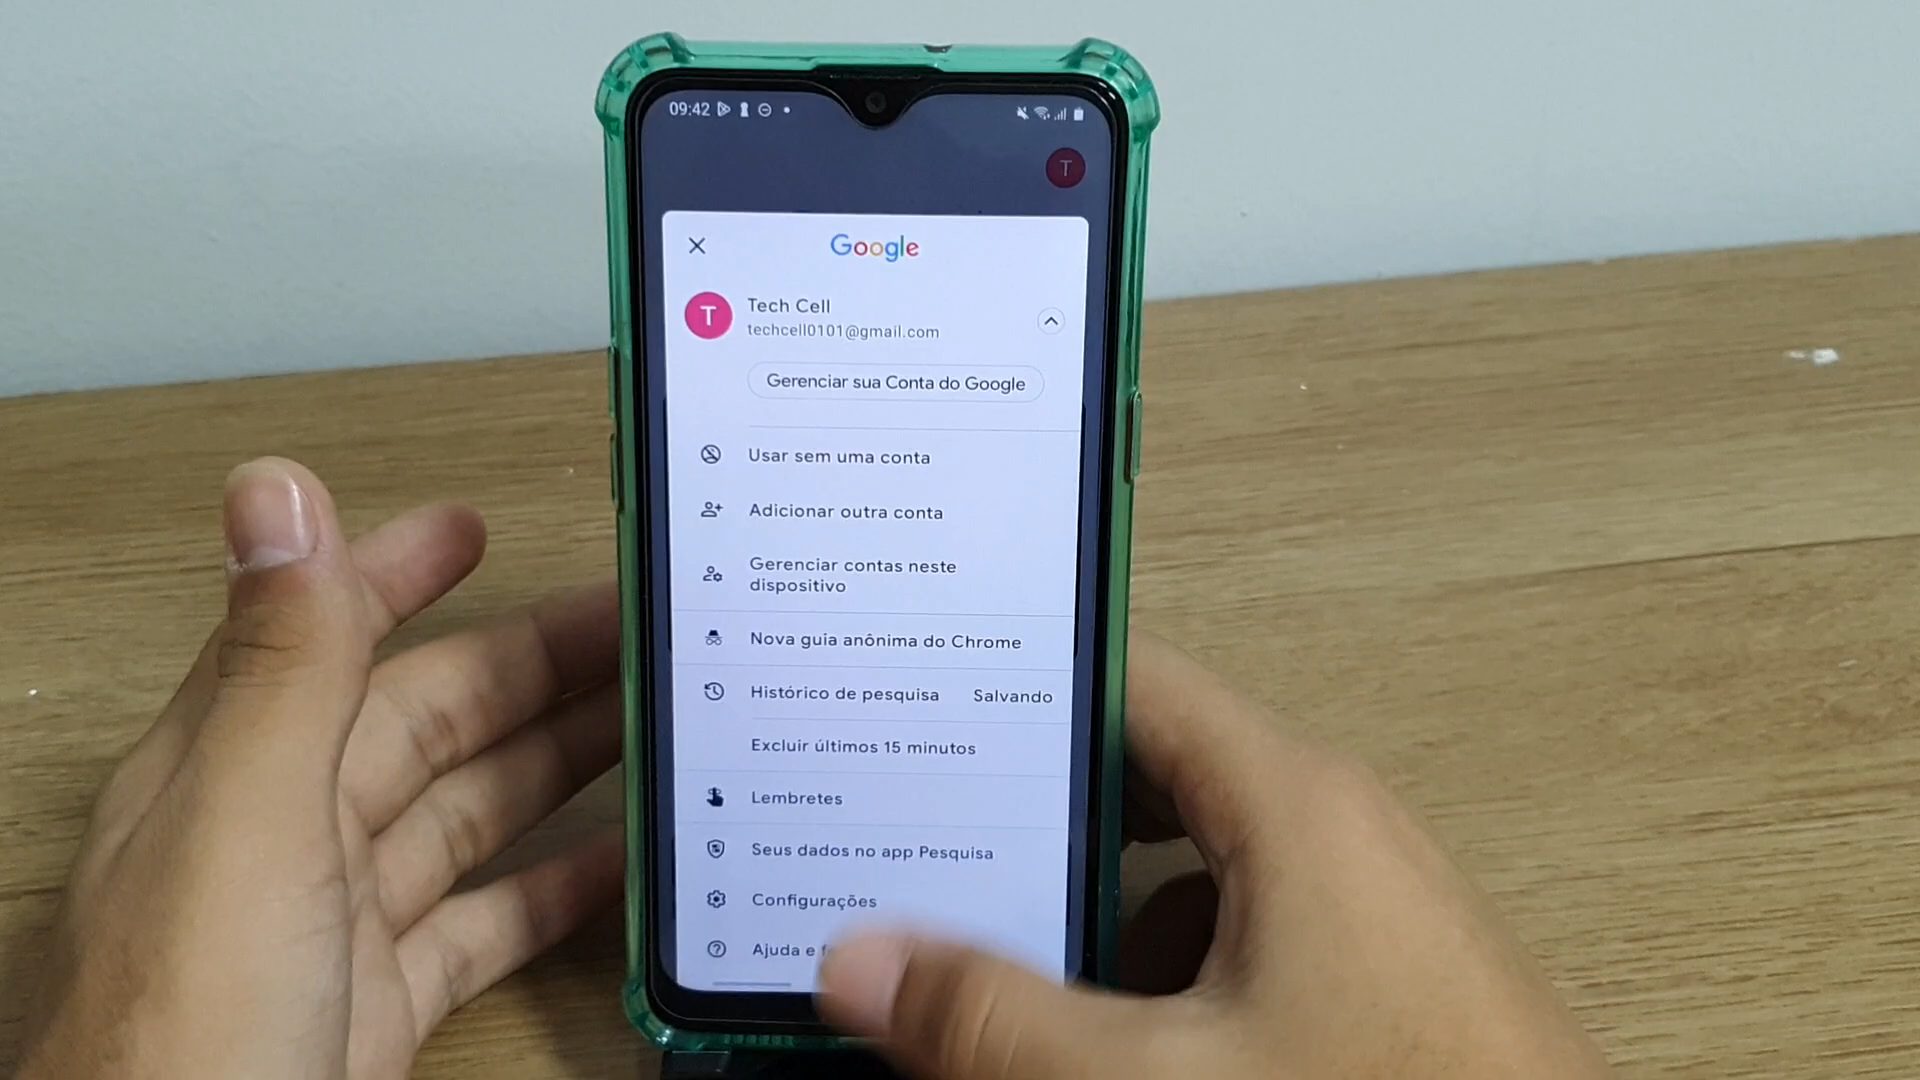 09:42
T
Google
T
Tech Cell
techcell0101@gmail.com
Gerenciar sua Conta do Google
Usar sem uma conta
Adicionar outra conta
Gerenciar contas neste
dispositivo
Nova guia anônima do Chrome
Histórico de pesquisa Salvando
Excluir últimos 15 minutos
Lembretes
Seus dados no app Pesquisa
Configurações
Ajuda e